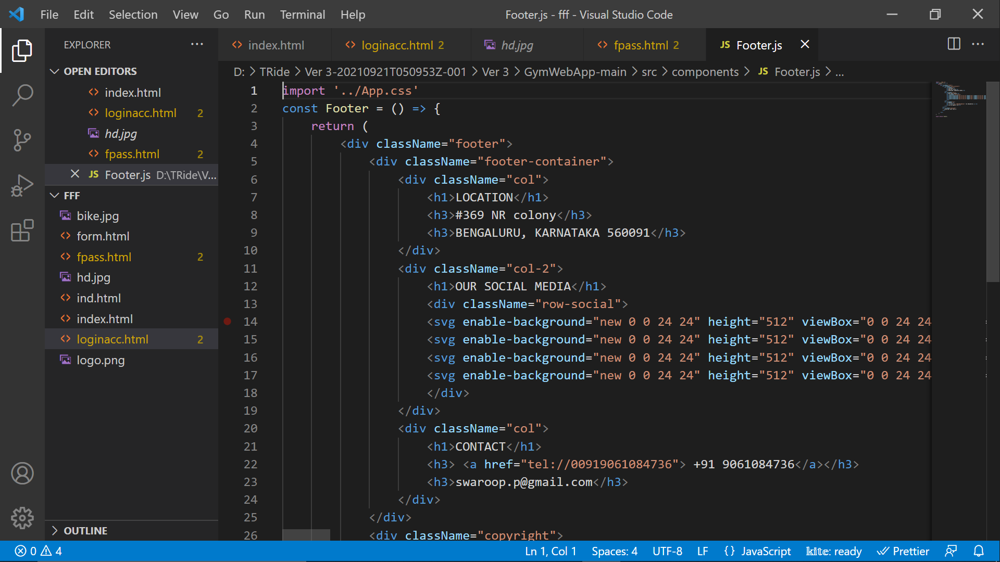 File Edit Selection View Go Run Terminal Help
Footer.js - fff - Visual Studio Code
EXPLORER
index.html
loginacc.html 2
hd.jpg
fpass.html 2
JS Footer.js
OPEN EDITORS
index.html
loginacc.html 2
hd.jpg
fpass.html 2
JS Footer.js D:\TRide\V...
FFF
bike.jpg
form.html
fpass.html 2
hd.jpg
ind.html
index.html
loginacc.html 2
logo.png
OUTLINE
D: > TRide > Ver 3-20210921T050953Z-001 > Ver 3 > GymWebApp-main > src > components > JS Footer.js > ...
1 import '../App.css'
2 const Footer = () => {
3 return (
4 <div className="footer">
5 <div className="footer-container">
6 <div className="col">
7 <h1>LOCATION</h1>
8 <h3>#369 NR colony</h3>
9 <h3>BENGALURU, KARNATAKA 560091</h3>
10 </div>
11 <div className="col-2">
12 <h1>OUR SOCIAL MEDIA</h1>
13 <div className="row-social">
14 <svg enable-background="new 0 0 24 24" height="512" viewBox="0 0 24 24
15 <svg enable-background="new 0 0 24 24" height="512" viewBox="0 0 24 24
16 <svg enable-background="new 0 0 24 24" height="512" viewBox="0 0 24 24
17 <svg enable-background="new 0 0 24 24" height="512" viewBox="0 0 24 24
18 </div>
19 </div>
20 <div className="col">
21 <h1>CONTACT</h1>
22 <h3> <a href="tel://00919061084736"> +91 9061084736</a></h3>
23 <h3>swaroop.p@gmail.com</h3>
24 </div>
25 </div>
26 <div className="copyright">
0 4
Ln 1, Col 1 Spaces: 4 UTF-8 LF {} JavaScript kite: ready Prettier